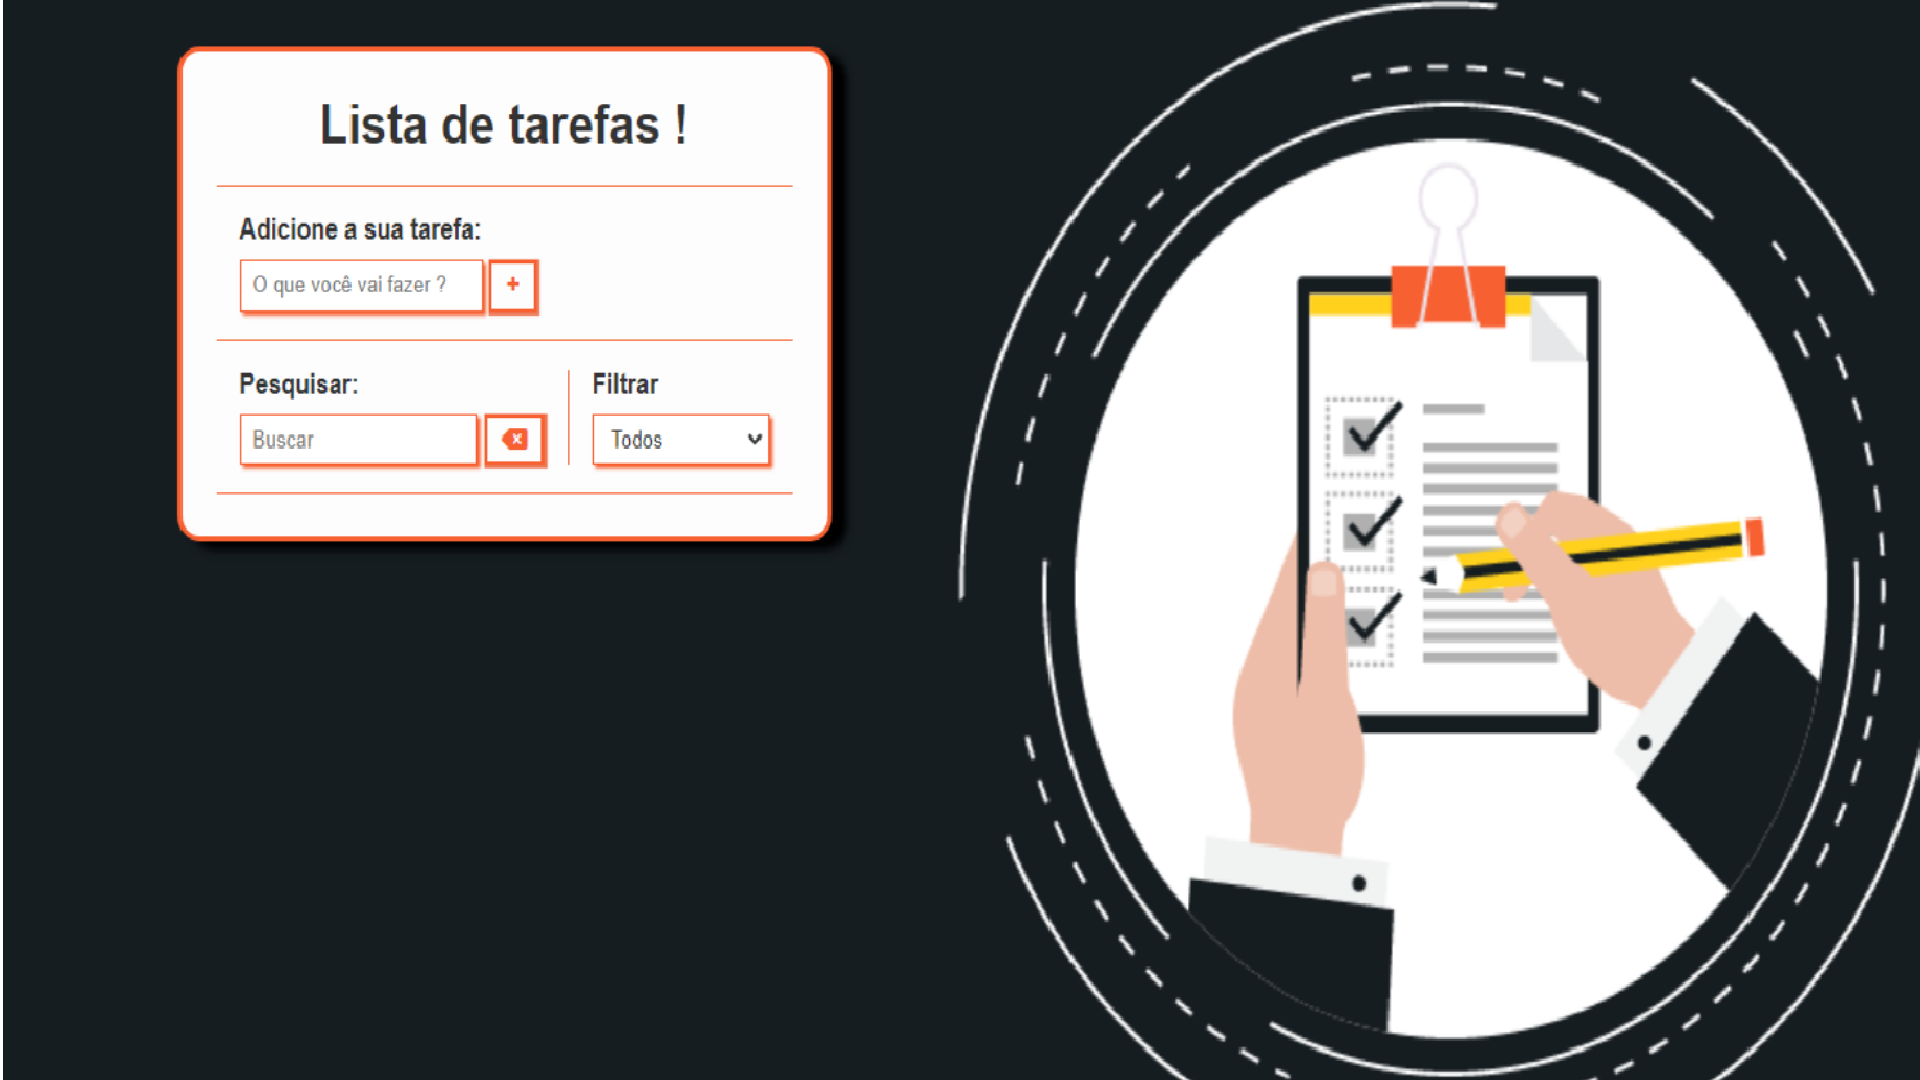 Lista de tarefas !
Adicione a sua tarefa:
O que você vai fazer ?
+
Pesquisar:
Filtrar
Buscar
Todos